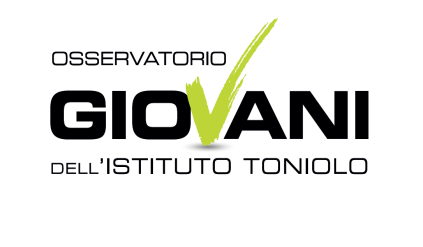 OSSERVATORIO
GIOVANI
DELL'ISTITUTO TONIOLO